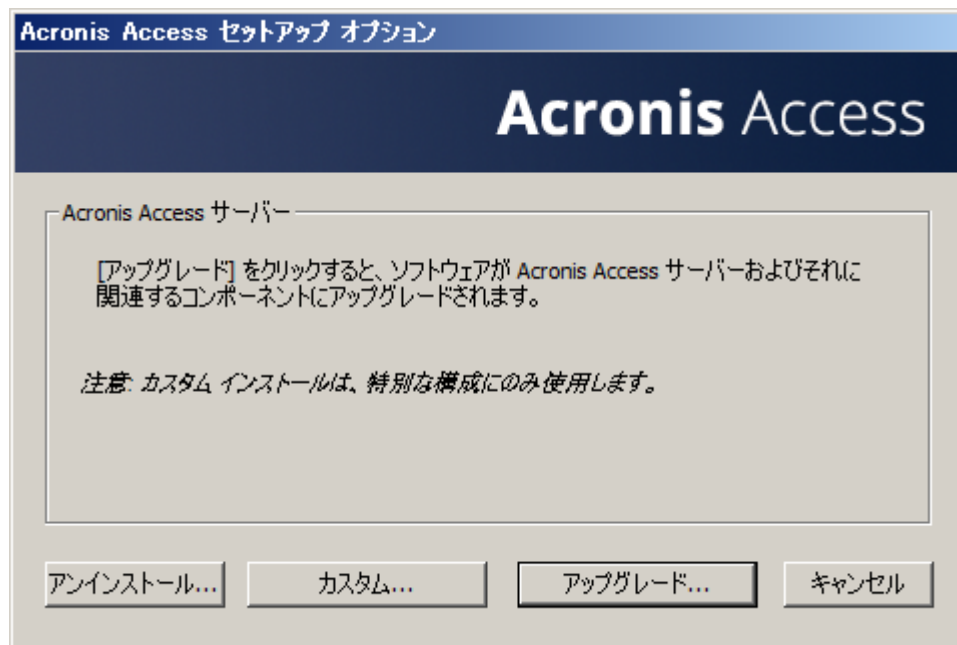 Acronis Access セットアップ オプション
Acronis Access
Acronis Access サーバー
[アップグレード] をクリックすると、ソフトウェアが Acronis Access サーバーおよびそれに
関連するコンポーネントにアップグレードされます。
注意: カスタム インストールは、特別な構成にのみ使用します。
アンインストール...
カスタム...
アップグレード...
キャンセル